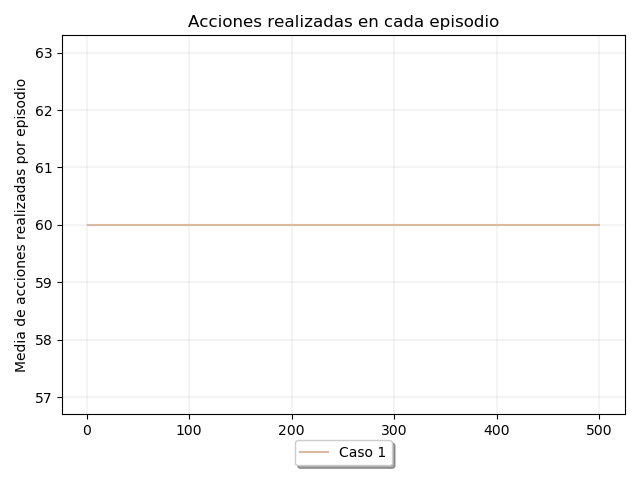 Acciones realizadas en cada episodio
Media de acciones realizadas por episodio
63
62
61
60
59
58
57
0 100 200 300 400 500
Caso 1